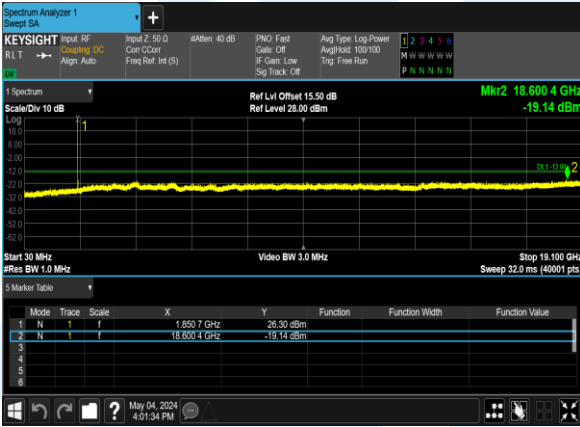 Spectrum Analyzer 1
Swept SA
+
KEYSIGHT Input: RF Input Z: 50 Ω #Atten: 40 dB PNO: Fast Avg Type: Log-Power 1 2 3 4 5 6
RLT Coupling: DC Corr CCorr Gate: Off Avg|Hold: 100/100 M W W W W W
Align: Auto Freq Ref: Int (S) IF Gain: Low Trig: Free Run
Sig Track: Off P N N N N N
1 Spectrum
Ref Lvl Offset 15.50 dB Mkr2 18.600 4 GHz
Scale/Div 10 dB Ref Level 28.00 dBm -19.14 dBm
Log
1
18.0
8.00
-2.00
DL1 -13.00
2
-12.0
-22.0
-32.0
-42.0
-52.0
-62.0
Start 30 MHz Video BW 3.0 MHz Stop 19.100 GHz
#Res BW 1.0 MHz Sweep 32.0 ms (40001 pts
5 Marker Table
Mode Trace Scale X Y Function Function Width Function Value
1 N 1 f 1.850 7 GHz 26.30 dBm
2 N 1 f 18.600 4 GHz -19.14 dBm
3
4
5
6
? May 04, 2024
4:01:34 PM